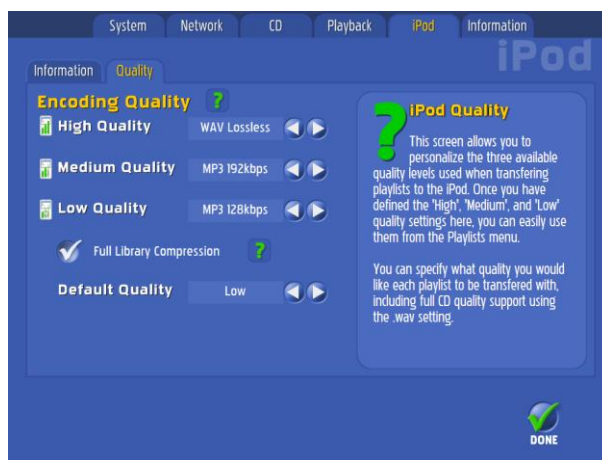 System Network CD Playback iPod Information
iPod
Information Quality
Encoding Quality ?
High Quality WAV Lossless
Medium Quality MP3 192kbps
Low Quality MP3 128kbps
Full Library Compression ?
Default Quality Low
? iPod Quality
This screen allows you to
personalize the three available
quality levels used when transfering
playlists to the iPod. Once you have
defined the 'High', 'Medium', and 'Low'
quality settings here, you can easily use
them from the Playlists menu.
You can specify what quality you would
like each playlist to be transfered with,
including full CD quality support using
the .wav setting.
DONE